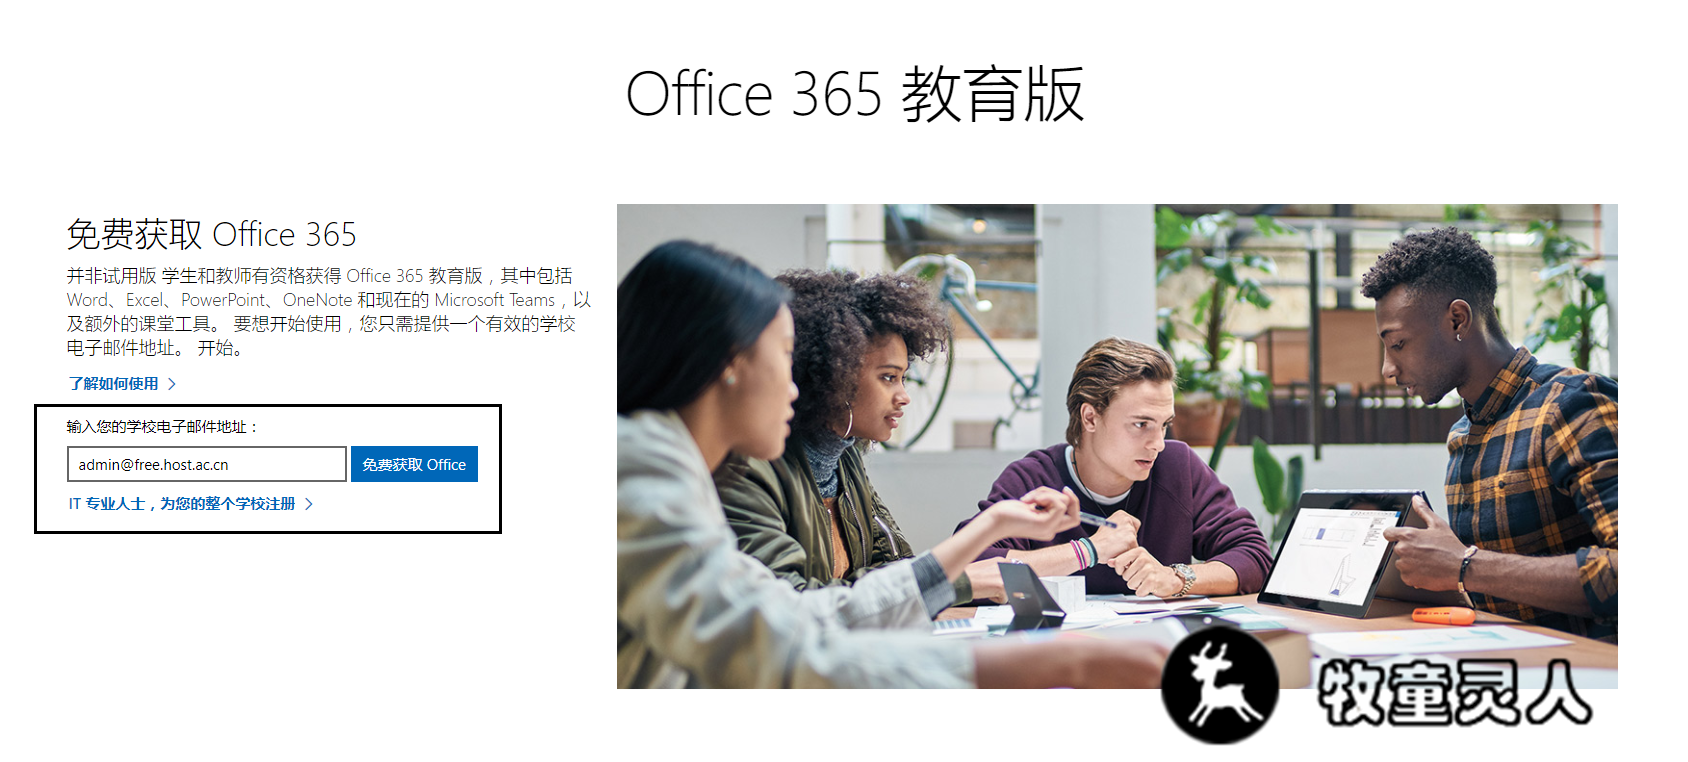 Office 365 教育版
免费获取 Office 365
并非试用版 学生和教师有资格获得 Office 365 教育版，其中包括
Word、Excel、PowerPoint、OneNote 和现在的 Microsoft Teams，以
及额外的课堂工具。 要想开始使用，您只需提供一个有效的学校
电子邮件地址。 开始。
了解如何使用
输入您的学校电子邮件地址：
admin@free.host.ac.cn
免费获取 Office
IT 专业人士，为您的整个学校注册
牧童灵人